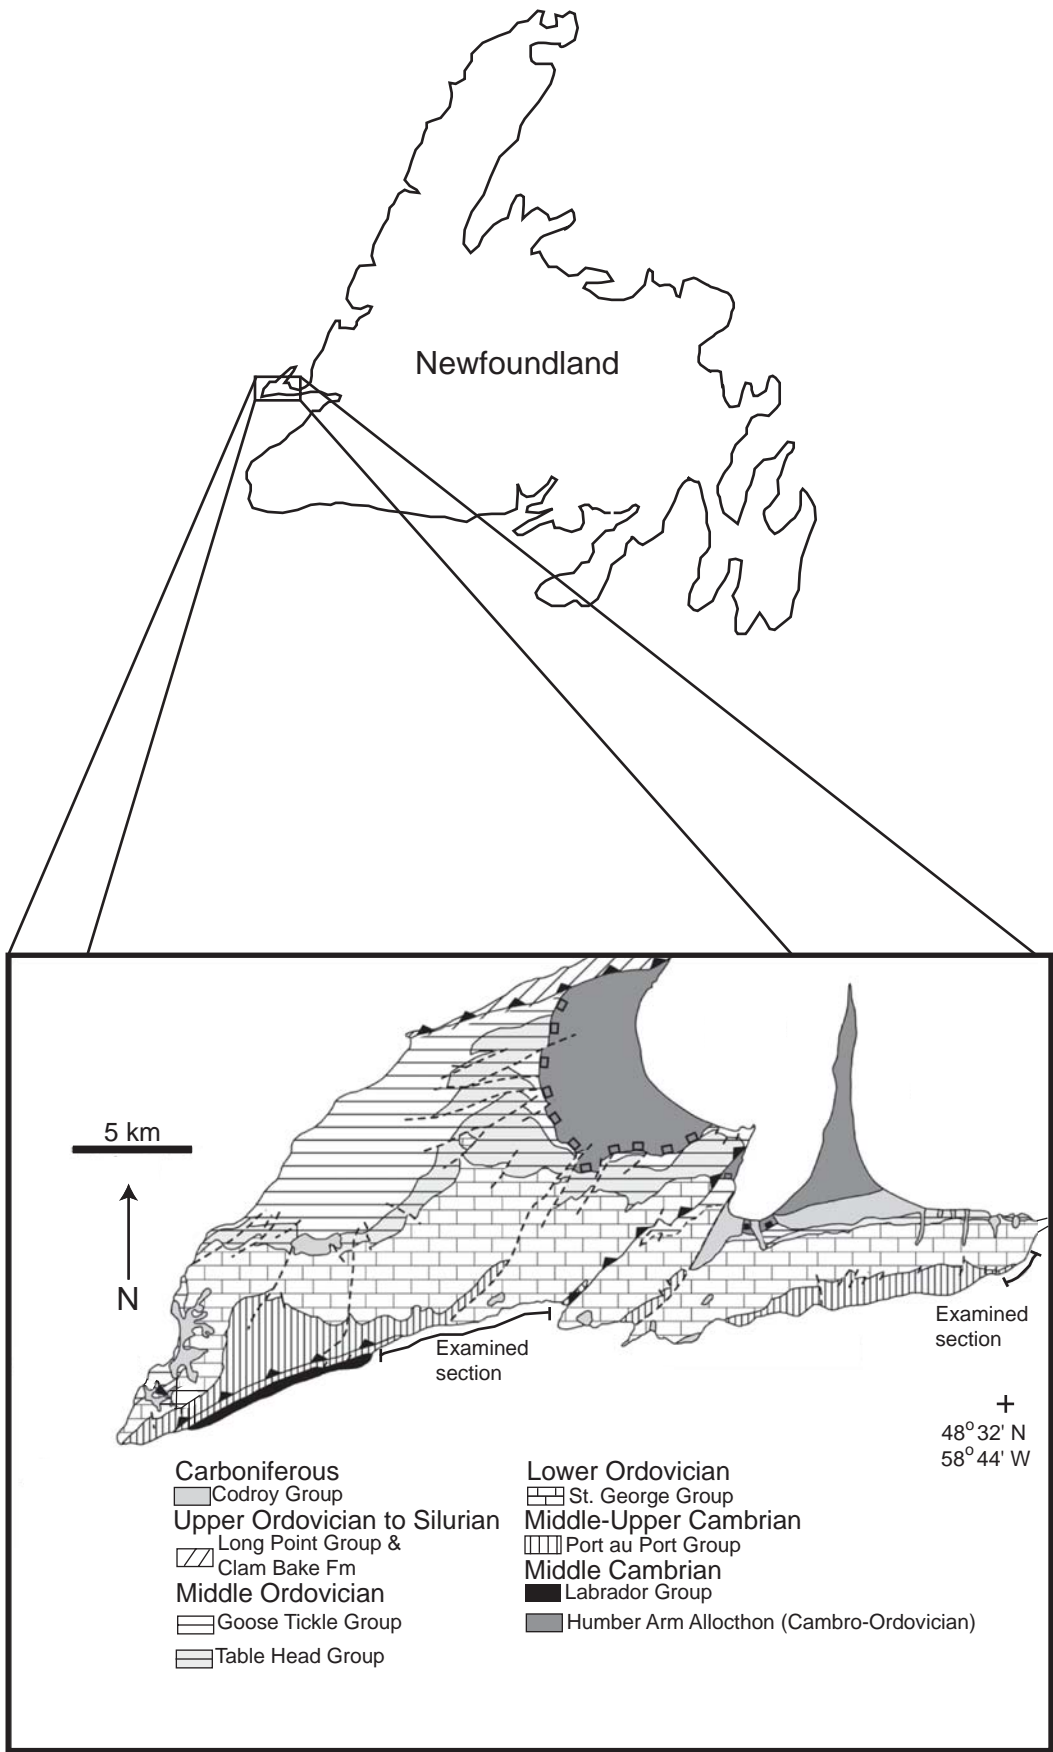 Newfoundland
5 km
N
Examined
section
Examined
section
48° 32' N
58° 44' W
Carboniferous
Codroy Group
Upper Ordovician to Silurian
Long Point Group &
Clam Bake Fm
Middle Ordovician
Goose Tickle Group
Table Head Group
Lower Ordovician
St. George Group
Middle-Upper Cambrian
Port au Port Group
Middle Cambrian
Labrador Group
Humber Arm Allocthon (Cambro-Ordovician)